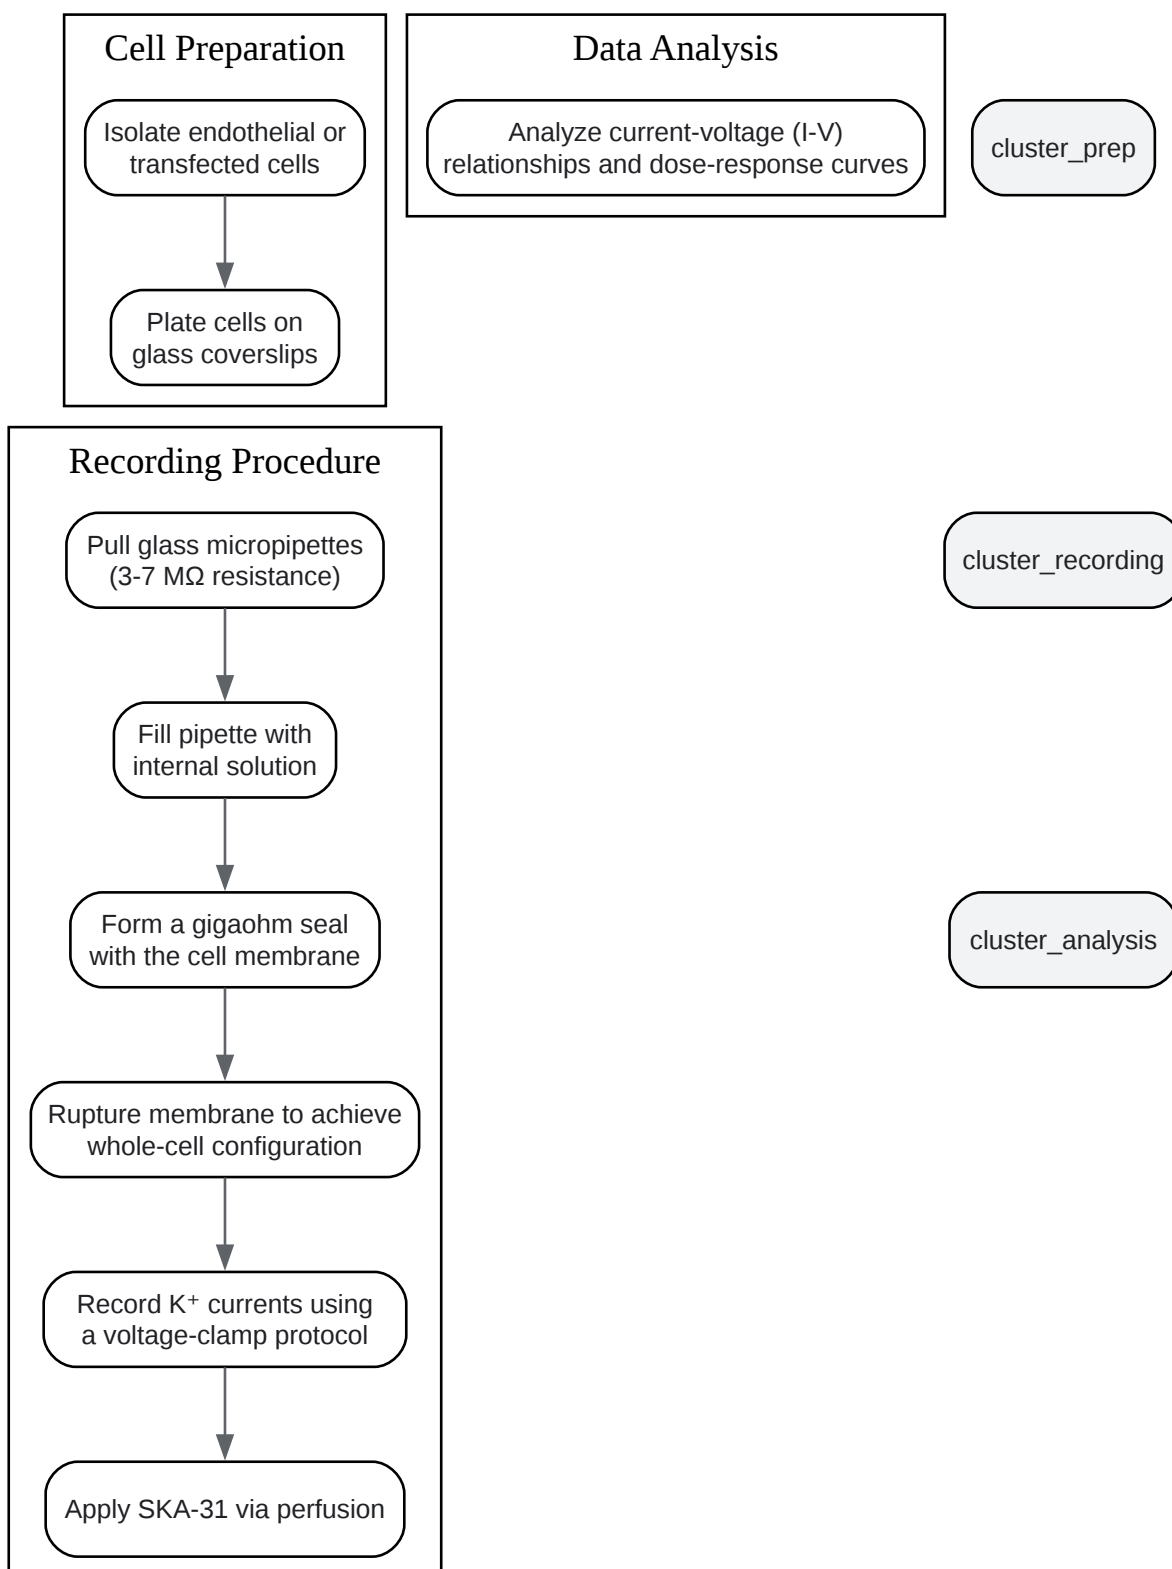 Cell Preparation
Isolate endothelial or
transfected cells
Plate cells on
glass coverslips
Data Analysis
Analyze current-voltage (I-V)
relationships and dose-response curves
cluster_prep
Recording Procedure
Pull glass micropipettes
(3-7 MΩ resistance)
Fill pipette with
internal solution
Form a gigaohm seal
with the cell membrane
Rupture membrane to achieve
whole-cell configuration
Record K⁺ currents using
a voltage-clamp protocol
Apply SKA-31 via perfusion
cluster_recording
cluster_analysis